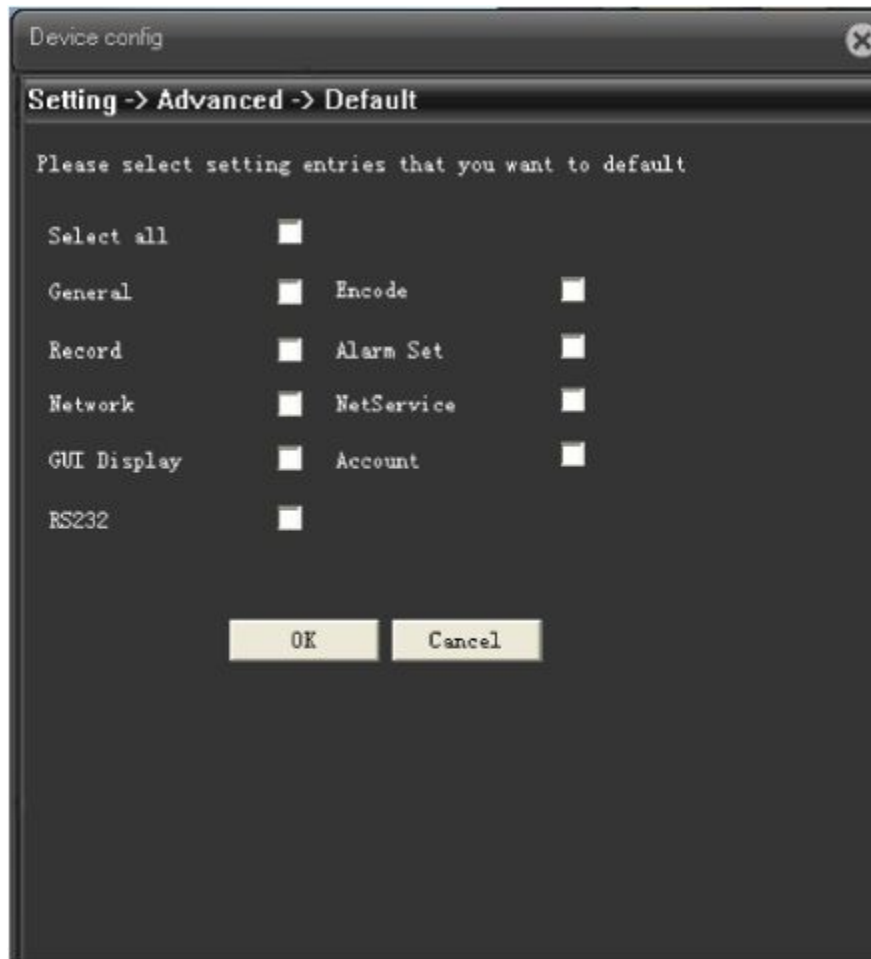 Device config
Setting -> Advanced -> Default
Please select setting entries that you want to default
Select all
General Encode
Record Alarm Set
Network NetService
GUI Display Account
RS232
OK Cancel